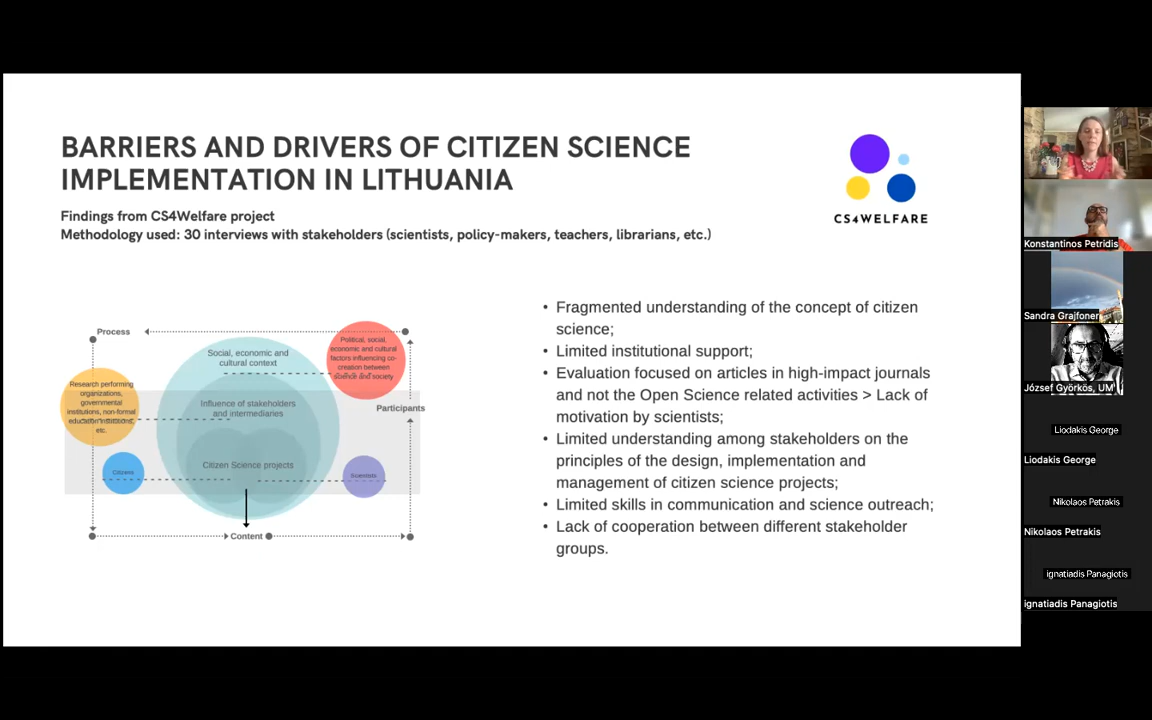 BARRIERS AND DRIVERS OF CITIZEN SCIENCE
IMPLEMENTATION IN LITHUANIA
Findings from CS4Welfare project
Methodology used: 30 interviews with stakeholders (scientists, policy-makers, teachers, librarians, etc.)
CS4WELFARE
Process
Social, economic and
cultural context
Political, social,
economic and cultural
factors influencing co-
creation between
science and society
Research performing
organizations,
governmental
institutions, non-formal
education institutions,
etc.
Influence of stakeholders
and intermediaries
Participants
Citizen Science projects
Citizens
Scientists
Content
• Fragmented understanding of the concept of citizen
science;
• Limited institutional support;
• Evaluation focused on articles in high-impact journals
and not the Open Science related activities > Lack of
motivation by scientists;
• Limited understanding among stakeholders on the
principles of the design, implementation and
management of citizen science projects;
• Limited skills in communication and science outreach;
• Lack of cooperation between different stakeholder
groups.
Konstantinos Petridis
Sandra Grajfoner
József Györkös, UM
Liodakis George
Liodakis George
Nikolaos Petrakis
Nikolaos Petrakis
ignatiadis Panagiotis
ignatiadis Panagiotis